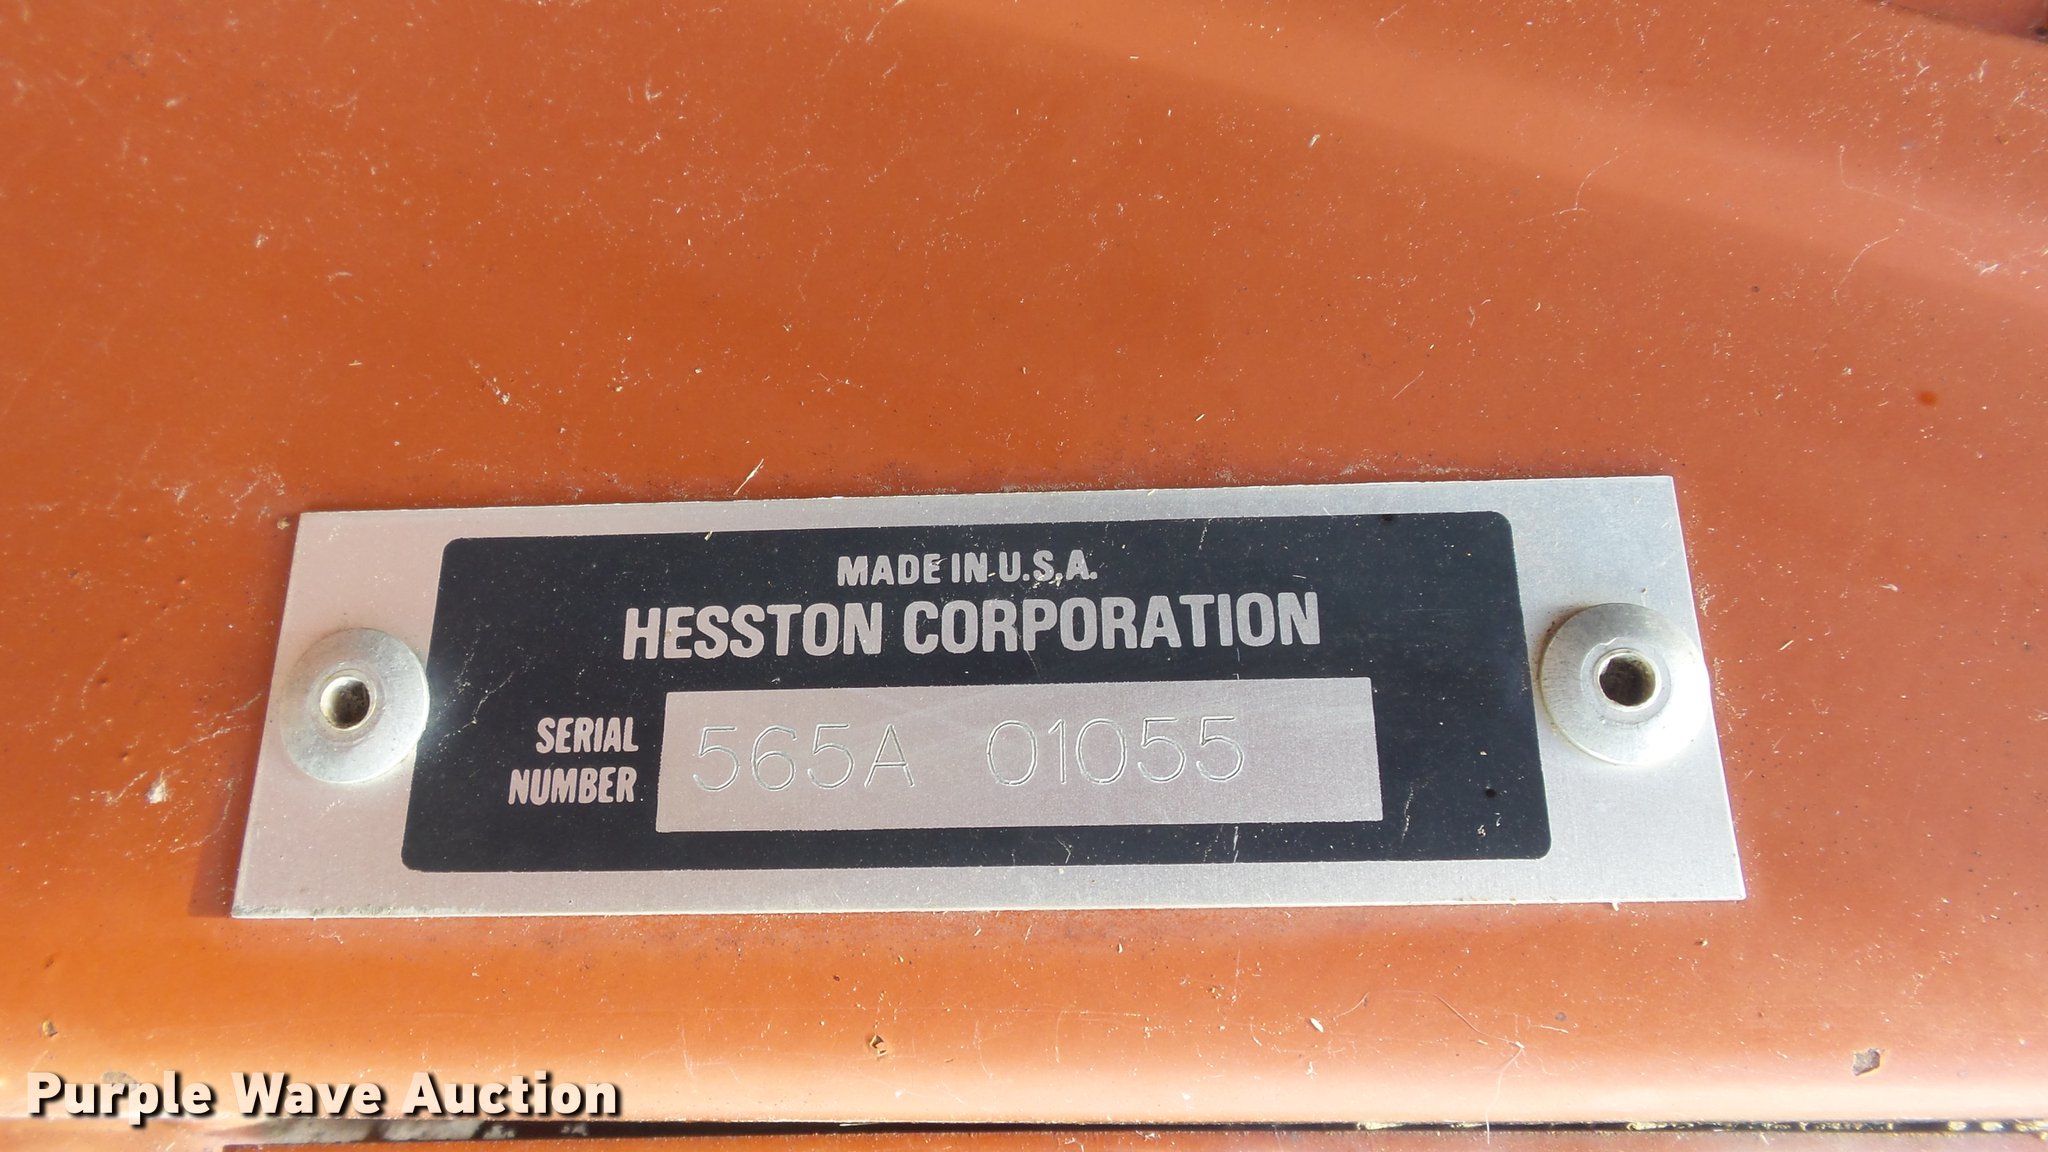 MADE IN U.S.A.
HESSTON CORPORATION
SERIAL
NUMBER
565A 01055
Purple Wave Auction